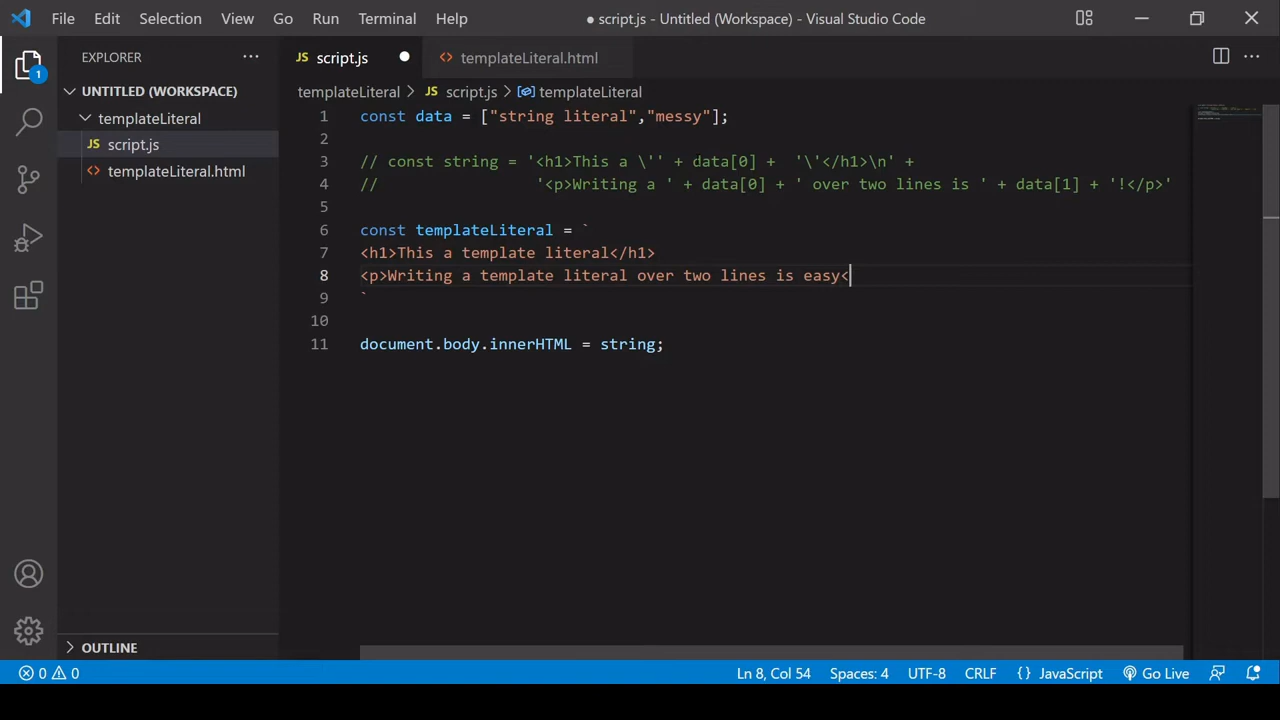 File Edit Selection View Go Run Terminal Help ● script.js - Untitled (Workspace) - Visual Studio Code
EXPLORER ···
JS script.js ● <> templateLiteral.html
1
UNTITLED (WORKSPACE)
templateLiteral
JS script.js
<> templateLiteral.html
templateLiteral > JS script.js > templateLiteral
1 const data = ["string literal","messy"];
2
3 // const string = '<h1>This a \'' + data[0] +  '\'</h1>\n' +
4 //                 '<p>Writing a ' + data[0] + ' over two lines is ' + data[1] + '!</p>'
5
6 const templateLiteral = `
7 <h1>This a template literal</h1>
8 <p>Writing a template literal over two lines is easy<
9 `
10
11 document.body.innerHTML = string;
OUTLINE
0 0 Ln 8, Col 54 Spaces: 4 UTF-8 CRLF {} JavaScript Go Live